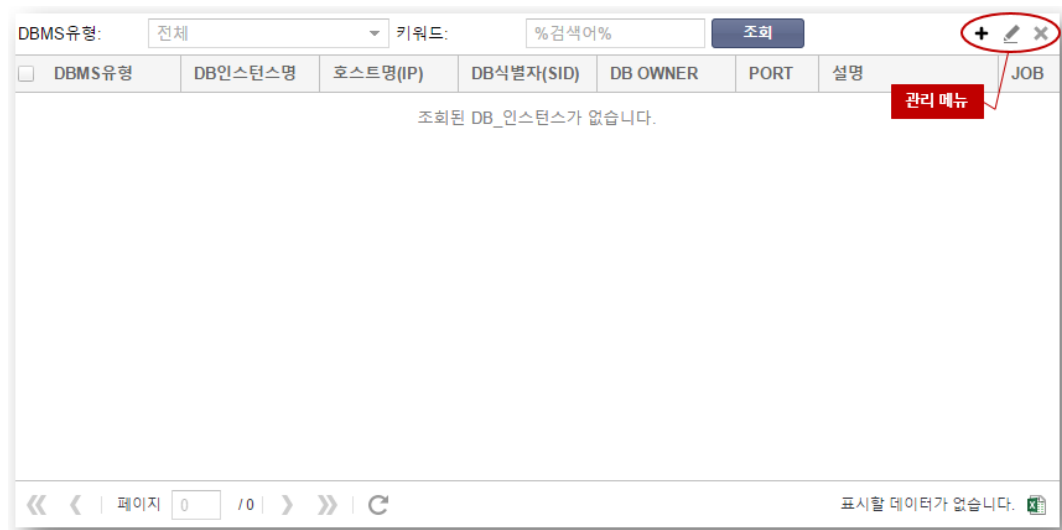 DBMS유형: 전체 키워드: %검색어% 조회
DBMS유형 DB인스턴스명 호스트명(IP) DB식별자(SID) DB OWNER PORT 설명 JOB
관리 메뉴
조회된 DB_인스턴스가 없습니다.
페이지 0 / 0 표시할 데이터가 없습니다.